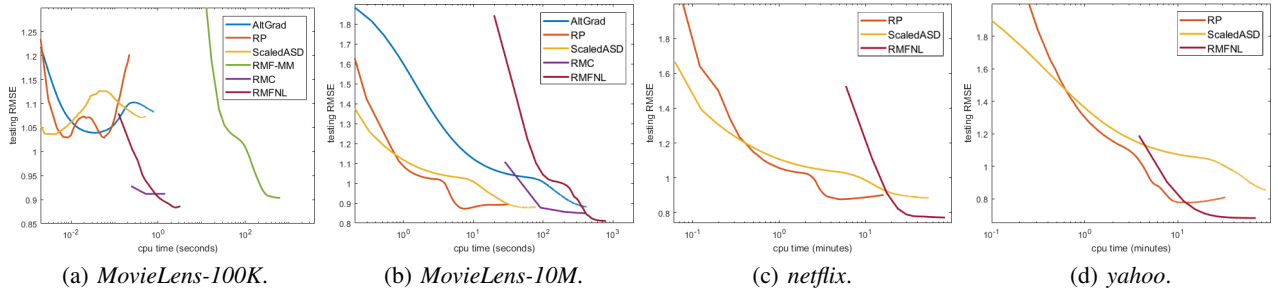 testing RMSE
1.25
1.2
1.15
1.1
1.05
1
0.95
0.9
0.85
10^-2
10^0
10^2
cpu time (seconds)
AltGrad
RP
ScaledASD
RMF-MM
RMC
RMFNL
(a) MovieLens-100K.
testing RMSE
1.8
1.7
1.6
1.5
1.4
1.3
1.2
1.1
1
0.9
0.8
10^0
10^1
10^2
10^3
cpu time (seconds)
AltGrad
RP
ScaledASD
RMC
RMFNL
(b) MovieLens-10M.
testing RMSE
1.8
1.6
1.4
1.2
1
0.8
10^-1
10^0
10^1
cpu time (minutes)
RP
ScaledASD
RMFNL
(c) netflix.
testing RMSE
1.8
1.6
1.4
1.2
1
0.8
10^-1
10^0
10^1
cpu time (minutes)
RP
ScaledASD
RMFNL
(d) yahoo.